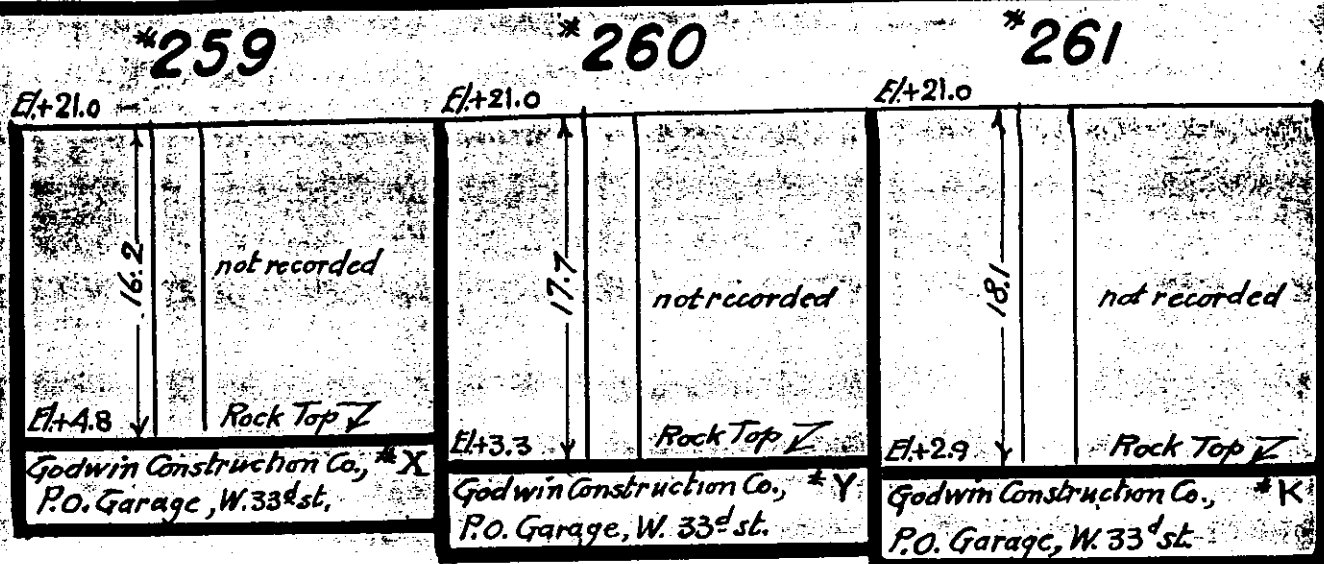 #259
El.+21.0
16.2
not recorded
El.+4.8
Rock Top
Godwin Construction Co., #X
P.O. Garage, W. 33d st.
#260
El.+21.0
17.7
not recorded
El.+3.3
Rock Top
Godwin Construction Co., #Y
P.O. Garage, W. 33d st.
#261
El.+21.0
18.1
not recorded
El.+2.9
Rock Top
Godwin Construction Co., #K
P.O. Garage, W. 33d st.